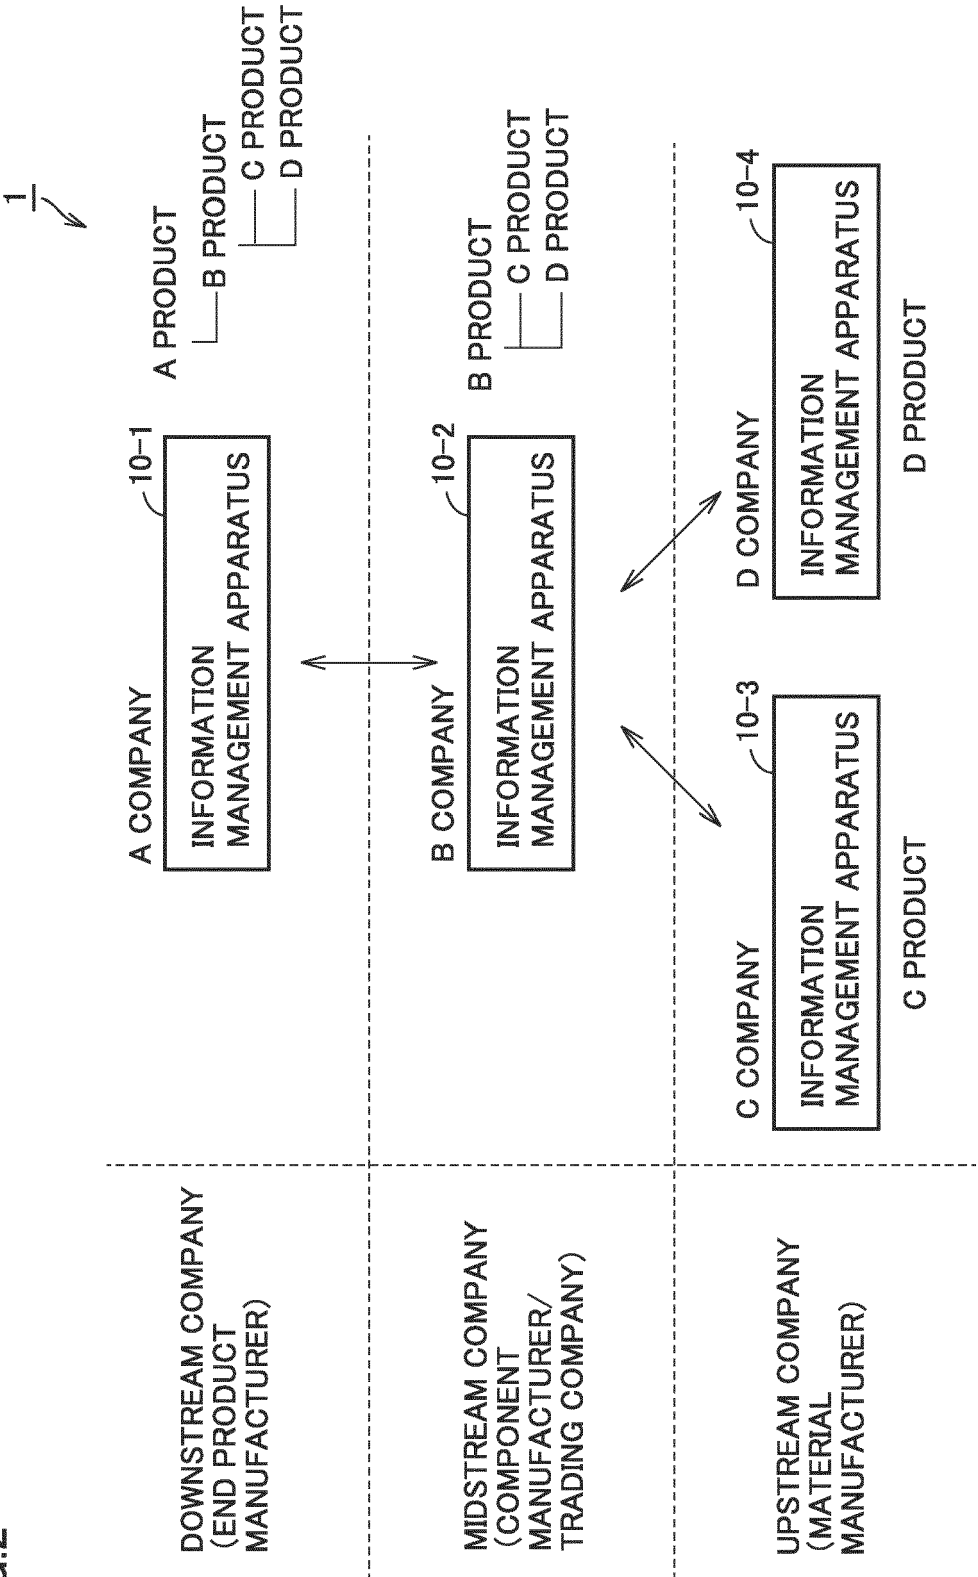 1
DOWNSTREAM COMPANY
(END PRODUCT
MANUFACTURER)
A COMPANY
10-1
INFORMATION
MANAGEMENT APPARATUS
A PRODUCT
B PRODUCT
C PRODUCT
D PRODUCT
MIDSTREAM COMPANY
(COMPONENT
MANUFACTURER/
TRADING COMPANY)
B COMPANY
10-2
INFORMATION
MANAGEMENT APPARATUS
B PRODUCT
C PRODUCT
D PRODUCT
UPSTREAM COMPANY
(MATERIAL
MANUFACTURER)
C COMPANY
10-3
INFORMATION
MANAGEMENT APPARATUS
C PRODUCT
D COMPANY
10-4
INFORMATION
MANAGEMENT APPARATUS
D PRODUCT